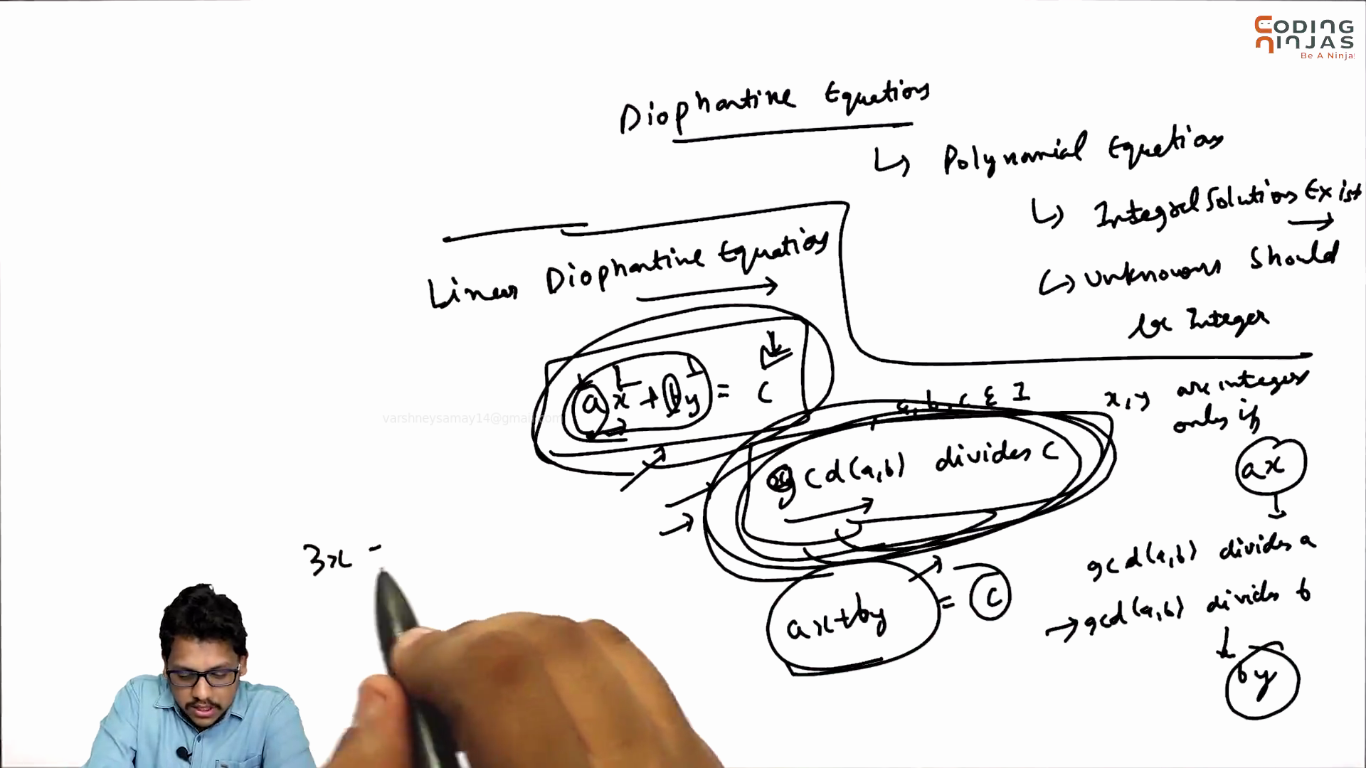 CODING NINJAS
Be A Ninja!
Diophantine Equations
↳ Polynomial Equations
↳ Integral Solutions Exist
↳ unknowns should be Integer
Linear Diophantine Equations
ax + by = c
a, b, c ∈ I
x, y are integers only if
gcd(a,b) divides c
ax
varshneysamay14@gmail.com
3x -
ax + by = c
gcd(a,b) divides a
→ gcd(a,b) divides b
by